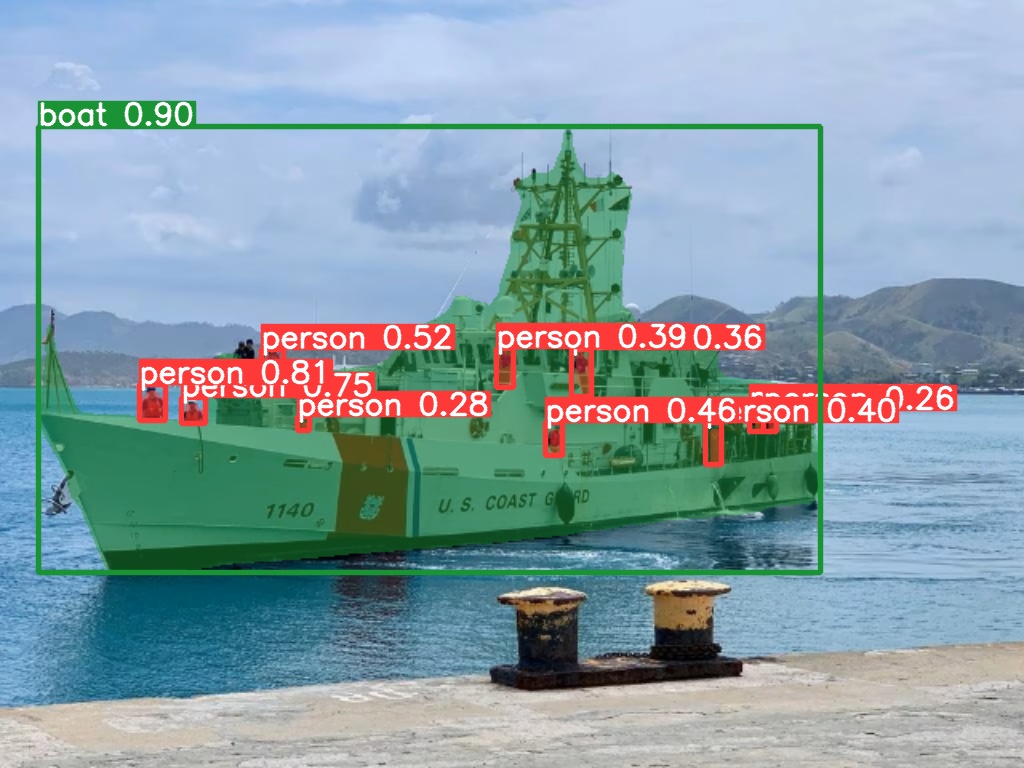 boat 0.90
person 0.52
person 0.39
0.36
person 0.81
person 0.75
person 0.28
0.26
person 0.46
person 0.40
1140
U. S. COAST GUARD